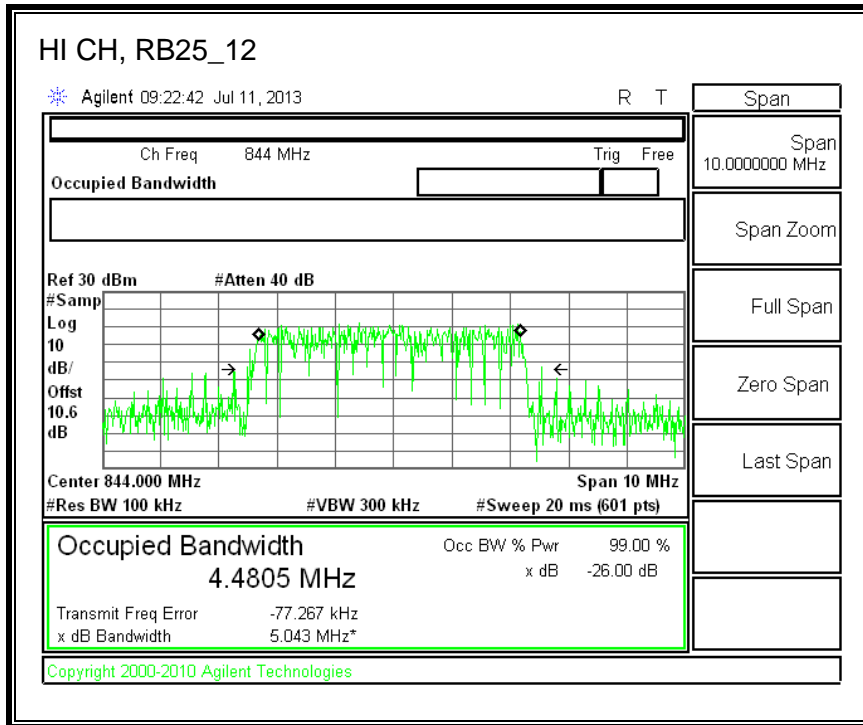 HI CH, RB25_12
Agilent 09:22:42 Jul 11, 2013 R T
Span
Ch Freq 844 MHz Trig Free
Occupied Bandwidth
Span
10.0000000 MHz
Span Zoom
Full Span
Zero Span
Last Span
Ref 30 dBm #Atten 40 dB
#Samp
Log
10
dB/
Offst
10.6
dB
Center 844.000 MHz Span 10 MHz
#Res BW 100 kHz #VBW 300 kHz #Sweep 20 ms (601 pts)
Occupied Bandwidth Occ BW % Pwr 99.00 %
4.4805 MHz x dB -26.00 dB
Transmit Freq Error -77.267 kHz
x dB Bandwidth 5.043 MHz*
Copyright 2000-2010 Agilent Technologies